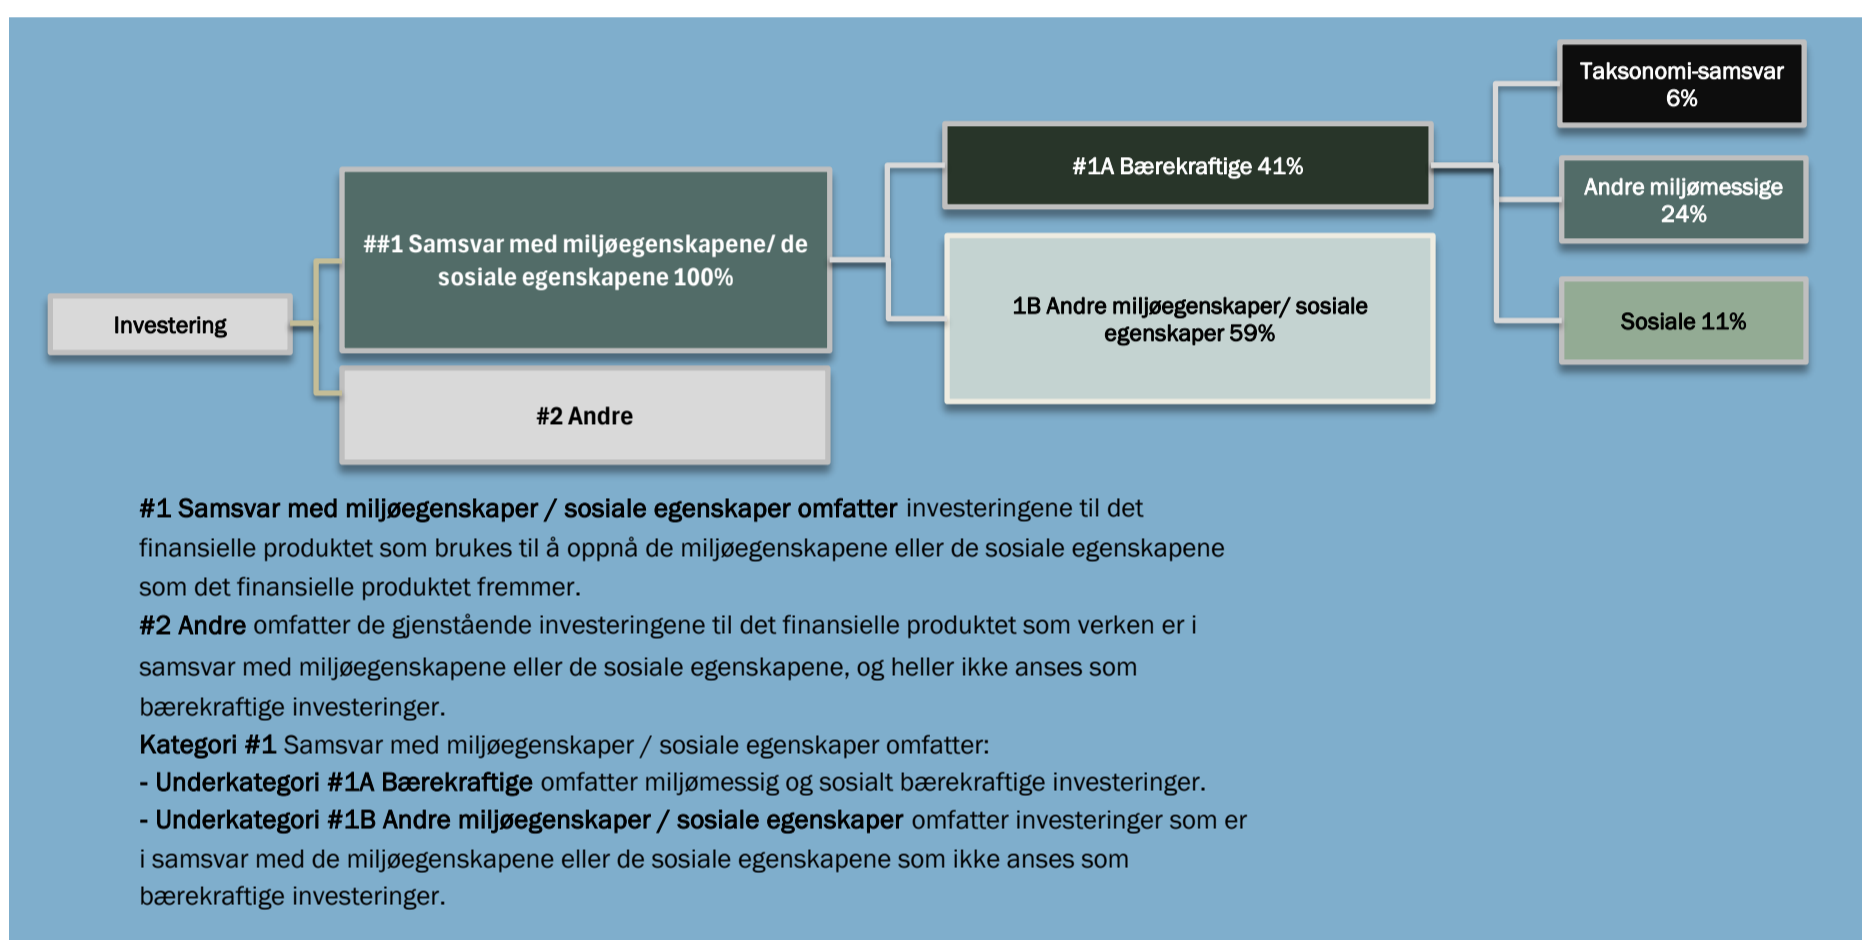 Taksonomi-samsvar
6%
#1A Bærekraftige 41%
Andre miljømessige
24%
##1 Samsvar med miljøegenskapene/ de
sosiale egenskapene 100%
1B Andre miljøegenskaper/ sosiale
egenskaper 59%
Sosiale 11%
Investering
#2 Andre
#1 Samsvar med miljøegenskaper / sosiale egenskaper omfatter investeringene til det
finansielle produktet som brukes til å oppnå de miljøegenskapene eller de sosiale egenskapene
som det finansielle produktet fremmer.
#2 Andre omfatter de gjenstående investeringene til det finansielle produktet som verken er i
samsvar med miljøegenskapene eller de sosiale egenskapene, og heller ikke anses som
bærekraftige investeringer.
Kategori #1 Samsvar med miljøegenskaper / sosiale egenskaper omfatter:
- Underkategori #1A Bærekraftige omfatter miljømessig og sosialt bærekraftige investeringer.
- Underkategori #1B Andre miljøegenskaper / sosiale egenskaper omfatter investeringer som er
i samsvar med de miljøegenskapene eller de sosiale egenskapene som ikke anses som
bærekraftige investeringer.